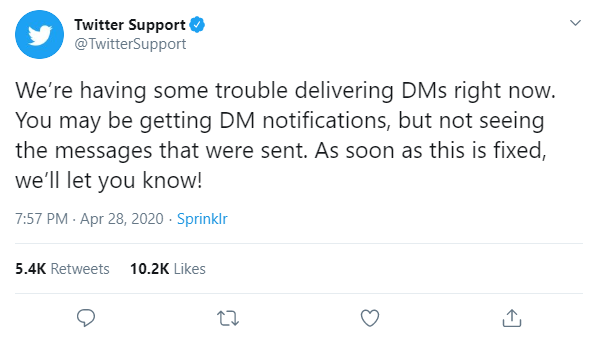 Twitter Support
@TwitterSupport
We’re having some trouble delivering DMs right now.
You may be getting DM notifications, but not seeing
the messages that were sent. As soon as this is fixed,
we’ll let you know!
7:57 PM · Apr 28, 2020 · Sprinklr
5.4K Retweets 10.2K Likes